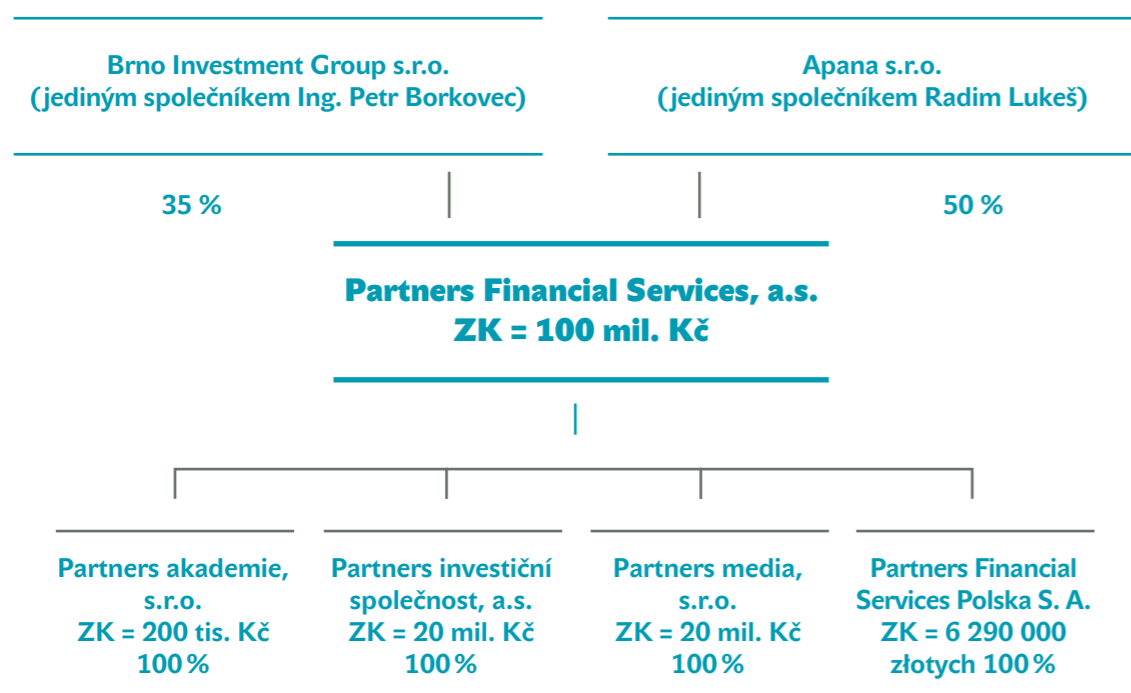 Brno Investment Group s.r.o.
(jediným společníkem Ing. Petr Borkovec)
Apana s.r.o.
(jediným společníkem Radim Lukeš)
35 %
50 %
Partners Financial Services, a.s.
ZK = 100 mil. Kč
Partners akademie,
s.r.o.
ZK = 200 tis. Kč
100 %
Partners investiční
společnost, a.s.
ZK = 20 mil. Kč
100 %
Partners media,
s.r.o.
ZK = 20 mil. Kč
100 %
Partners Financial
Services Polska S. A.
ZK = 6 290 000
złotych 100 %